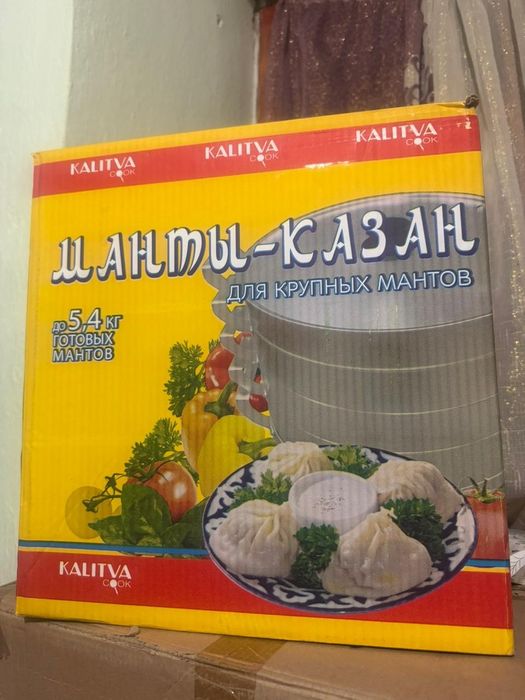 KALITVA
COOK
KALITVA
COOK
KALITVA
COOK
МАНТЫ-КАЗАН
ДЛЯ КРУПНЫХ МАНТОВ
до 5,4 кг
ГОТОВЫХ
МАНТОВ
KALITVA
COOK